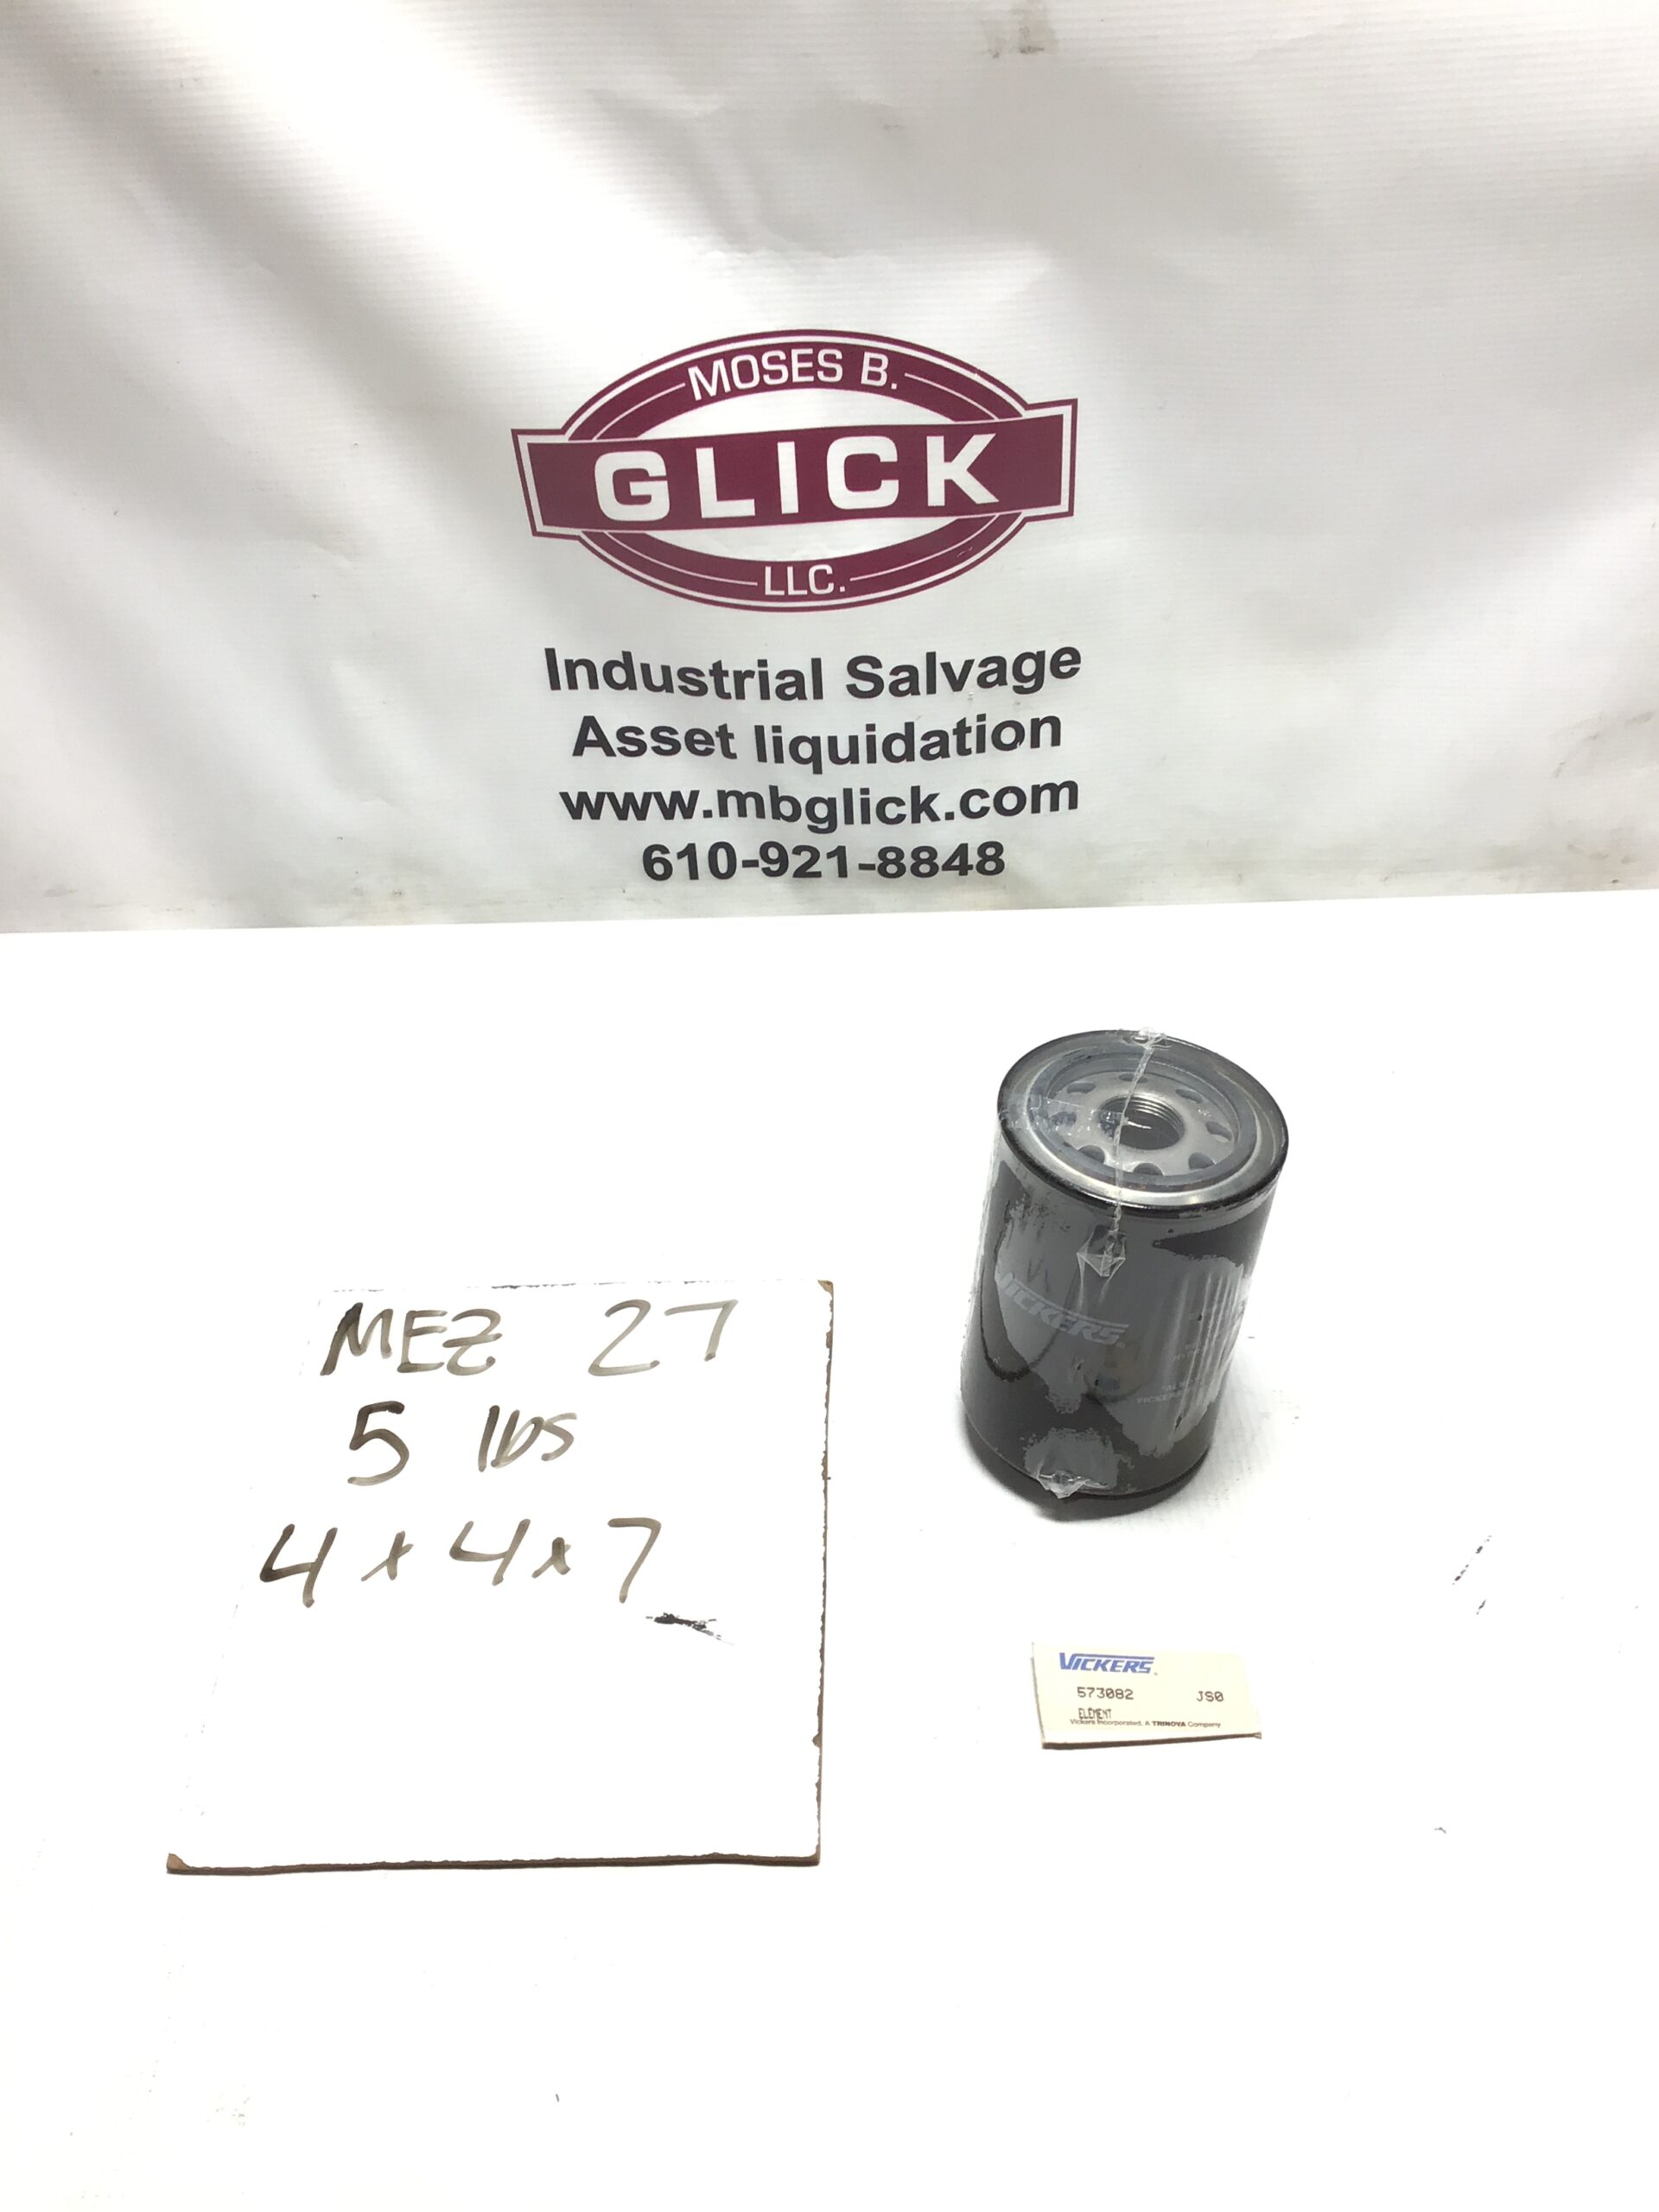 MOSES B.
GLICK
LLC.
Industrial Salvage
Asset liquidation
www.mbglick.com
610-921-8848
MEZ 27
5 lbs
4 x 4 x 7
VICKERS
VICKERS
573082 JS0
ELEMENT
Vickers Incorporated, A TRINOVA Company